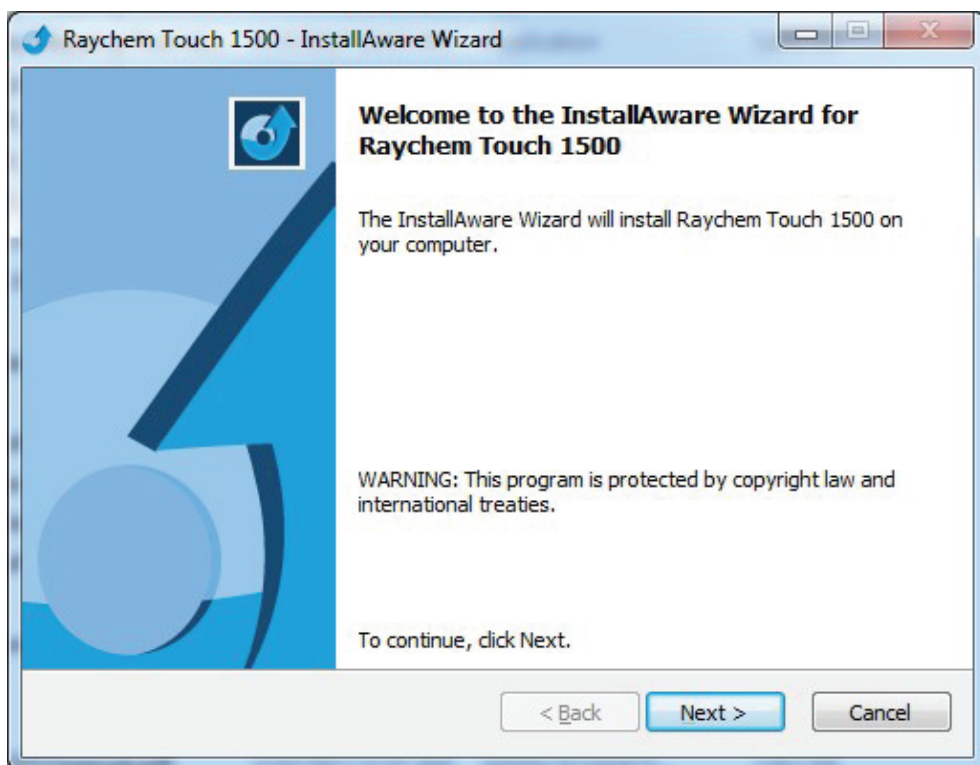 Raychem Touch 1500 - InstallAware Wizard
Welcome to the InstallAware Wizard for
Raychem Touch 1500
The InstallAware Wizard will install Raychem Touch 1500 on
your computer.
WARNING: This program is protected by copyright law and
international treaties.
To continue, click Next.
< Back
Next >
Cancel